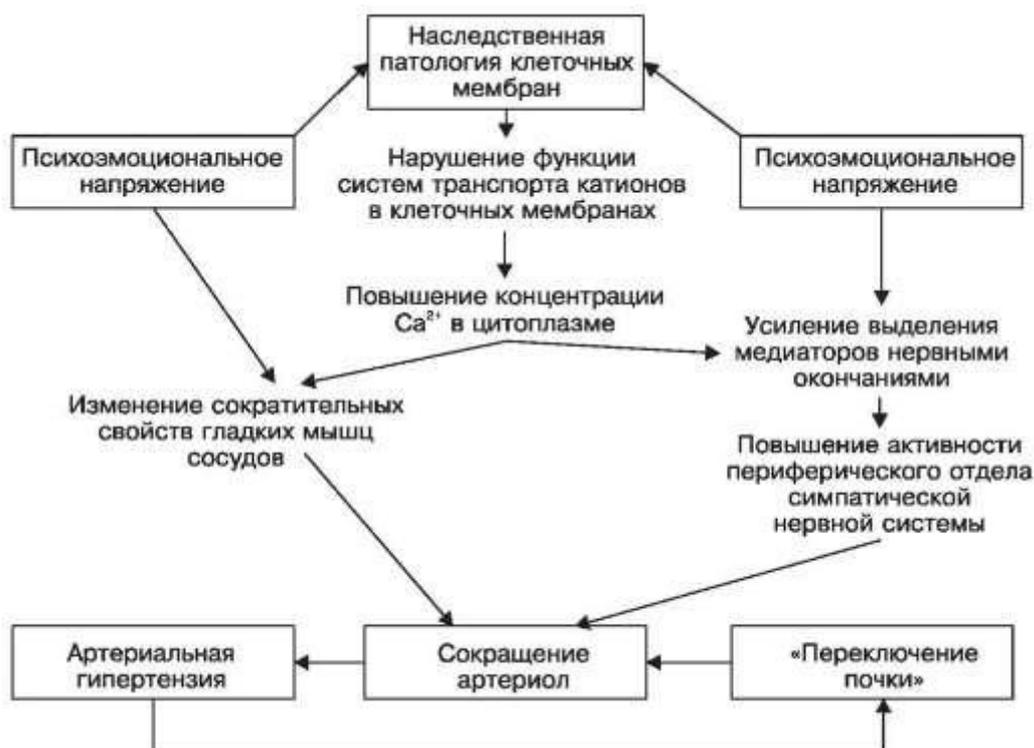 Наследственная
патология клеточных
мембран
Психоэмоциональное
напряжение
Нарушение функции
систем транспорта катионов
в клеточных мембранах
Психоэмоциональное
напряжение
Повышение концентрации
Ca²⁺ в цитоплазме
Усиление выделения
медиаторов нервными
окончаниями
Изменение сократительных
свойств гладких мышц
сосудов
Повышение активности
периферического отдела
симпатической
нервной системы
Артериальная
гипертензия
Сокращение
артериол
«Переключение
почки»